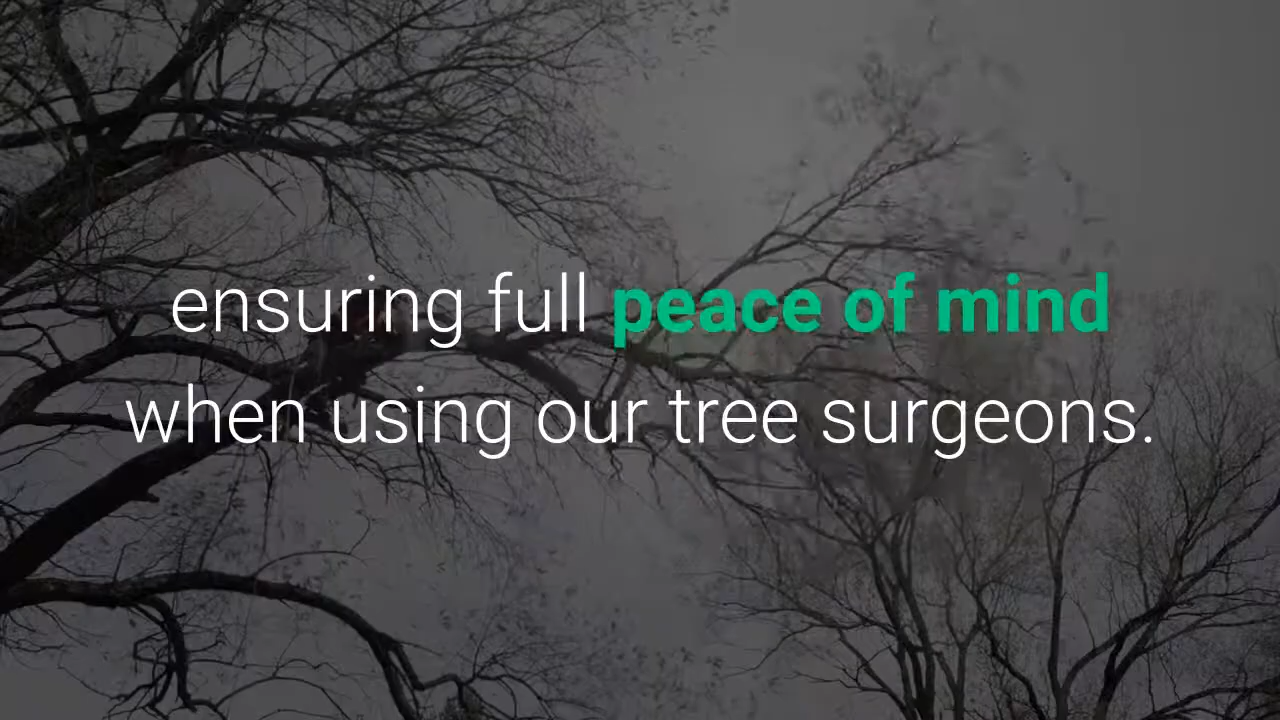 ensuring full peace of mind
when using our tree surgeons.